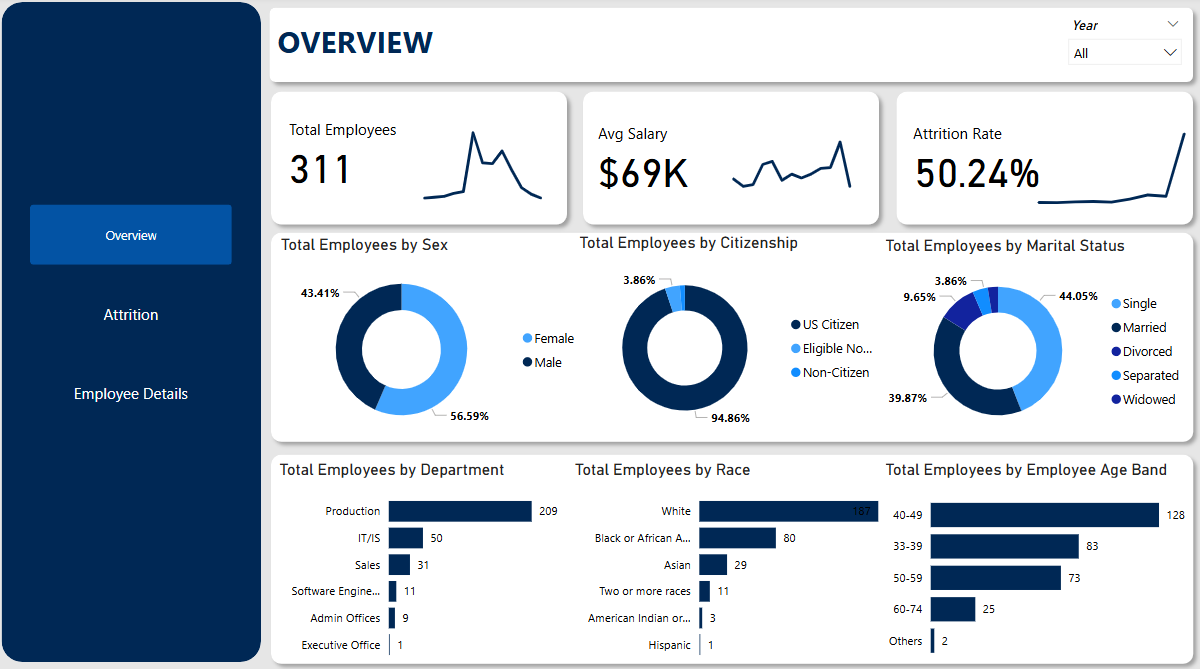 OVERVIEW
Year
All
Overview
Attrition
Employee Details
Total Employees
311
Avg Salary
$69K
Attrition Rate
50.24%
Total Employees by Sex
43.41%
56.59%
Female
Male
Total Employees by Citizenship
3.86%
94.86%
US Citizen
Eligible No...
Non-Citizen
Total Employees by Marital Status
3.86%
9.65%
44.05%
39.87%
Single
Married
Divorced
Separated
Widowed
Total Employees by Department
Production 209
IT/IS 50
Sales 31
Software Engine... 11
Admin Offices 9
Executive Office 1
Total Employees by Race
White 187
Black or African A... 80
Asian 29
Two or more races 11
American Indian or... 3
Hispanic 1
Total Employees by Employee Age Band
40-49 128
33-39 83
50-59 73
60-74 25
Others 2